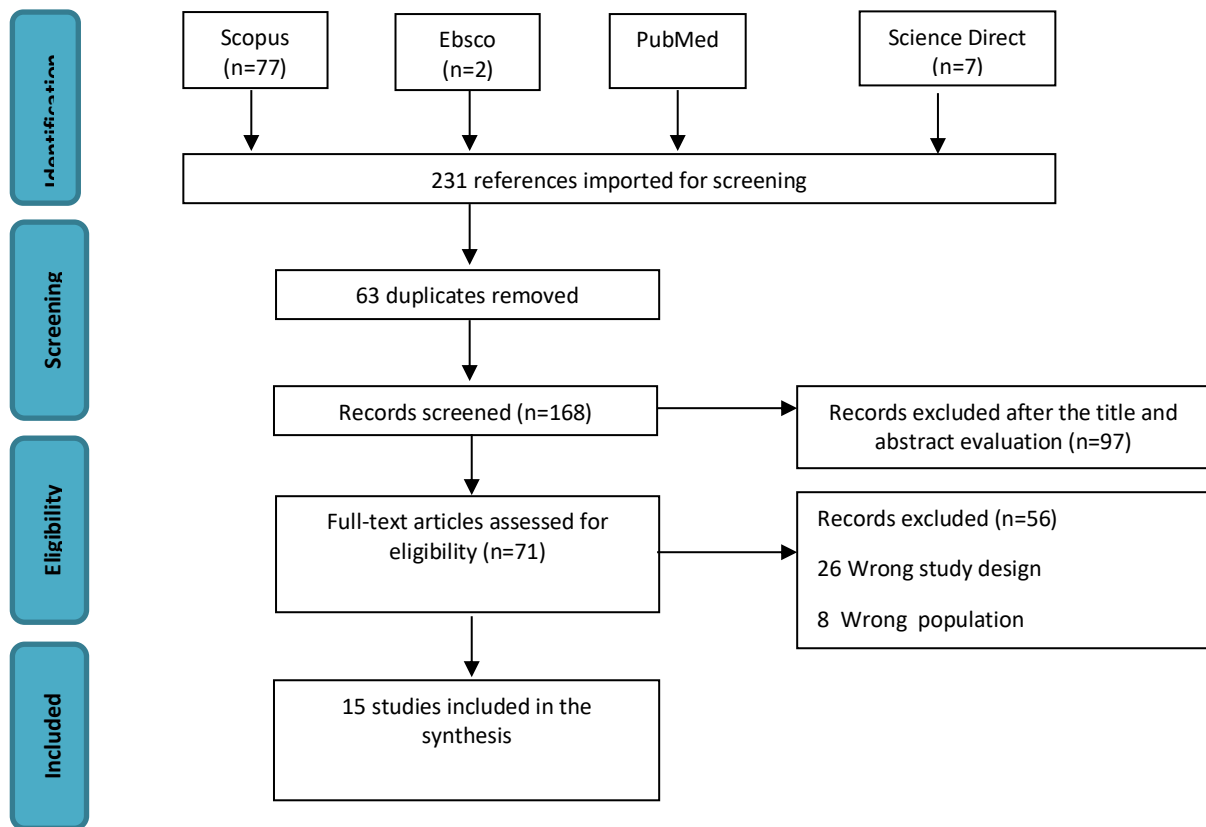 Identification
Scopus
(n=77)
Ebsco
(n=2)
PubMed
Science Direct
(n=7)
231 references imported for screening
Screening
63 duplicates removed
Records screened (n=168)
Records excluded after the title and
abstract evaluation (n=97)
Eligibility
Full-text articles assessed for
eligibility (n=71)
Records excluded (n=56)
26 Wrong study design
8 Wrong population
Included
15 studies included in the
synthesis